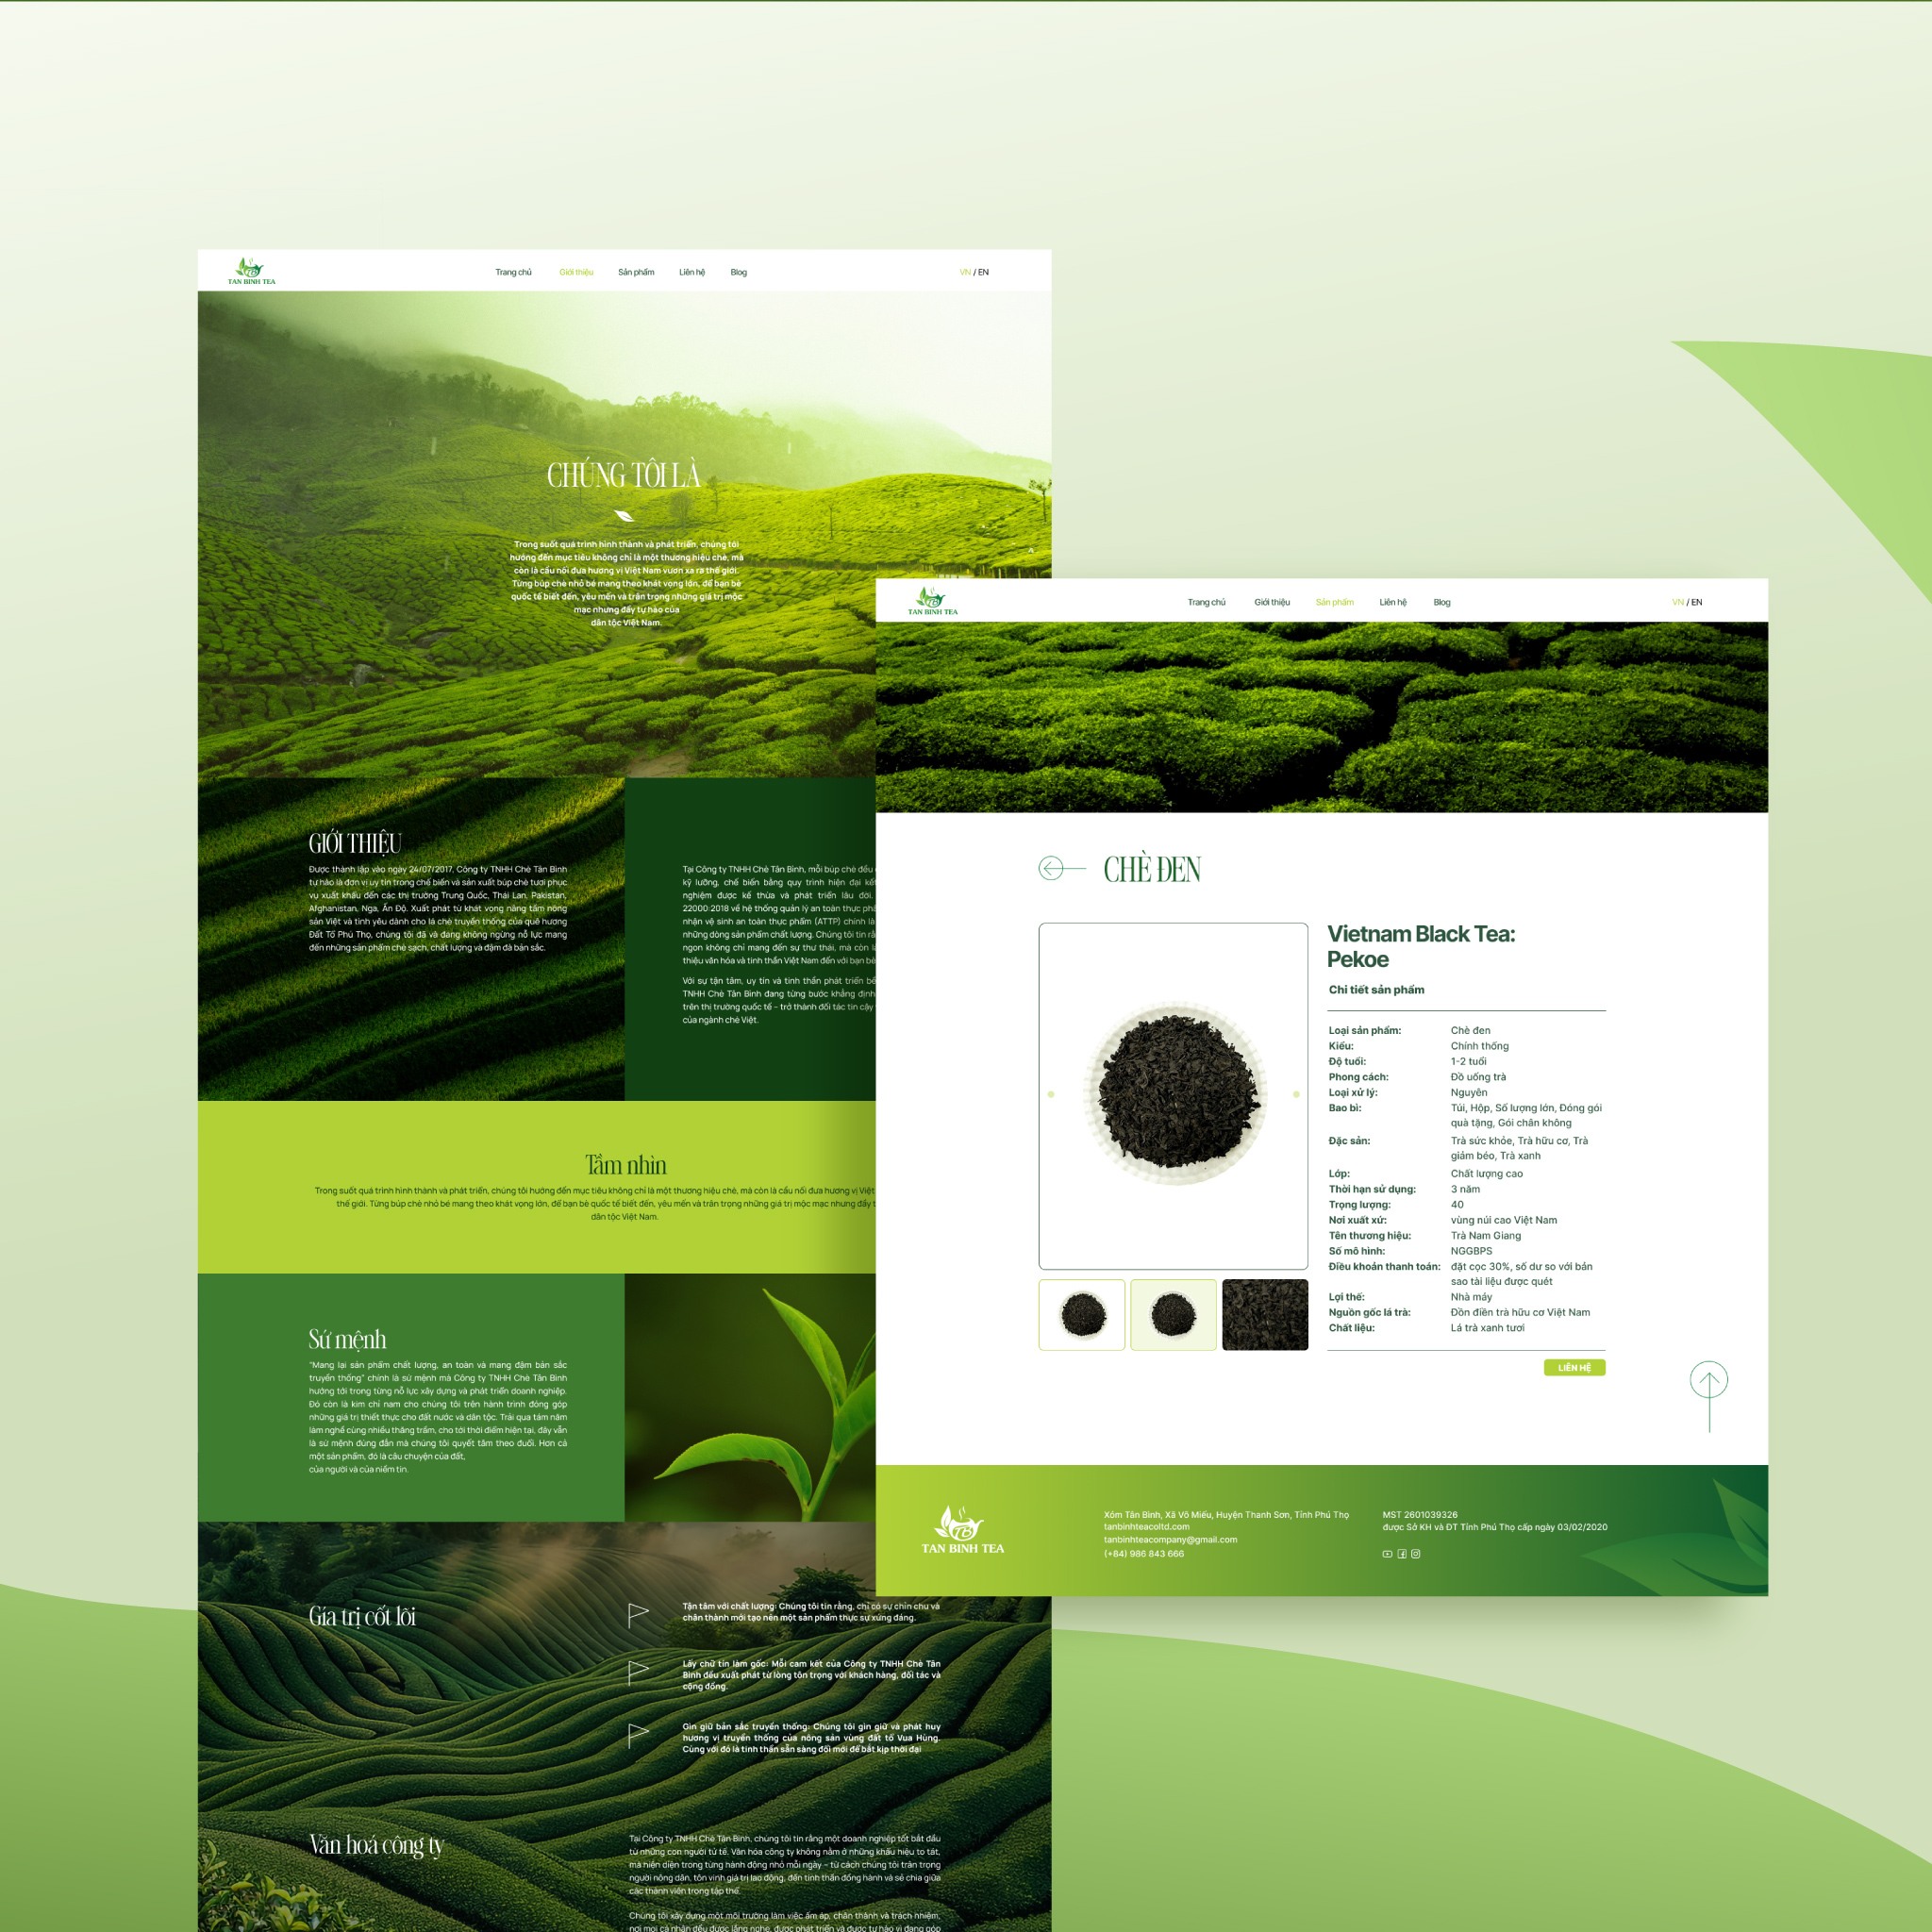 TAN BINH TEA
Trang chủ
Giới thiệu
Sản phẩm
Liên hệ
Blog
VN / EN
CHÚNG TÔI LÀ
Trong suốt quá trình hình thành và phát triển, chúng tôi
hướng đến mục tiêu không chỉ là một thương hiệu chè, mà
còn là cầu nối đưa hương vị Việt Nam vươn xa ra thế giới.
Từng búp chè nhỏ bé mang theo khát vọng lớn, để bạn bè
quốc tế biết đến, yêu mến và trân trọng những giá trị mộc
mạc nhưng đầy tự hào của
dân tộc Việt Nam.
GIỚI THIỆU
Được thành lập vào ngày 24/07/2017, Công ty TNHH Chè Tân Bình
tự hào là đơn vị uy tín trong chế biến và sản xuất búp chè tươi phục
vụ xuất khẩu đến các thị trường Trung Quốc, Thái Lan, Pakistan,
Afghanistan, Nga, Ấn Độ. Xuất phát từ khát vọng nâng tầm nông
sản Việt và tình yêu dành cho lá chè truyền thống của quê hương
Đất Tổ Phú Thọ, chúng tôi đã và đang không ngừng nỗ lực mang
đến những sản phẩm chè sạch, chất lượng và đậm đà bản sắc.
Tại Công ty TNHH Chè Tân Bình, mỗi búp chè đều
kỹ lưỡng, chế biến bằng quy trình hiện đại kết
nghiệm được kế thừa và phát triển lâu đời.
22000:2018 về hệ thống quản lý an toàn thực phẩ
nhận vệ sinh an toàn thực phẩm (ATTP) chính là
những dòng sản phẩm chất lượng. Chúng tôi tin rằ
ngon không chỉ mang đến sự thư thái, mà còn l
thiệu văn hóa và tinh thần Việt Nam đến với bạn bè
Với sự tận tâm, uy tín và tinh thần phát triển bề
TNHH Chè Tân Bình đang từng bước khẳng định
trên thị trường quốc tế – trở thành đối tác tin cậy
của ngành chè Việt.
Tầm nhìn
Trong suốt quá trình hình thành và phát triển, chúng tôi hướng đến mục tiêu không chỉ là một thương hiệu chè, mà còn là cầu nối đưa hương vị Việt
thế giới. Từng búp chè nhỏ bé mang theo khát vọng lớn, để bạn bè quốc tế biết đến, yêu mến và trân trọng những giá trị mộc mạc nhưng đầy t
dân tộc Việt Nam.
Sứ mệnh
"Mang lại sản phẩm chất lượng, an toàn và mang đậm bản sắc
truyền thống" chính là sứ mệnh mà Công ty TNHH Chè Tân Bình
hướng tới trong từng nỗ lực xây dựng và phát triển doanh nghiệp.
Đó còn là kim chỉ nam cho chúng tôi trên hành trình đóng góp
những giá trị thiết thực cho đất nước và dân tộc. Trải qua tám năm
làm nghề cùng nhiều thăng trầm, cho tới thời điểm hiện tại, đây vẫn
là sứ mệnh đúng đắn mà chúng tôi quyết tâm theo đuổi. Hơn cả
một sản phẩm, đó là câu chuyện của đất,
của người và của niềm tin.
Gía trị cốt lõi
Tận tâm với chất lượng: Chúng tôi tin rằng, chỉ có sự chỉn chu và
chân thành mới tạo nên một sản phẩm thực sự xứng đáng.
Lấy chữ tín làm gốc: Mỗi cam kết của Công ty TNHH Chè Tân
Bình đều xuất phát từ lòng tôn trọng với khách hàng, đối tác và
cộng đồng.
Gìn giữ bản sắc truyền thống: Chúng tôi gìn giữ và phát huy
hương vị truyền thống của nông sản vùng đất tổ Vua Hùng.
Cùng với đó là tinh thần sẵn sàng đổi mới để bắt kịp thời đại
Văn hoá công ty
Tại Công ty TNHH Chè Tân Bình, chúng tôi tin rằng một doanh nghiệp tốt bắt đầu
từ những con người tử tế. Văn hóa công ty không nằm ở những khẩu hiệu to tát,
mà hiện diện trong từng hành động nhỏ mỗi ngày – từ cách chúng tôi trân trọng
người nông dân, tôn vinh giá trị lao động, đến tinh thần đồng hành và sẻ chia giữa
các thành viên trong tập thể.
Chúng tôi xây dựng một môi trường làm việc ấm áp, chân thành và trách nhiệm,
nơi mọi cá nhân đều được lắng nghe, được phát triển và được tự hào vì đang góp
TAN BINH TEA
Trang chủ
Giới thiệu
Sản phẩm
Liên hệ
Blog
VN / EN
CHÈ ĐEN
Vietnam Black Tea:
Pekoe
Chi tiết sản phẩm
Loại sản phẩm: Chè đen
Kiểu: Chính thống
Độ tuổi: 1-2 tuổi
Phong cách: Đồ uống trà
Loại xử lý: Nguyên
Bao bì: Túi, Hộp, Số lượng lớn, Đóng gói
quà tặng, Gói chân không
Đặc sản: Trà sức khỏe, Trà hữu cơ, Trà
giảm béo, Trà xanh
Lớp: Chất lượng cao
Thời hạn sử dụng: 3 năm
Trọng lượng: 40
Nơi xuất xứ: vùng núi cao Việt Nam
Tên thương hiệu: Trà Nam Giang
Số mô hình: NGGBPS
Điều khoản thanh toán: đặt cọc 30%, số dư so với bản
sao tài liệu được quét
Lợi thế: Nhà máy
Nguồn gốc lá trà: Đồn điền trà hữu cơ Việt Nam
Chất liệu: Lá trà xanh tươi
LIÊN HỆ
TAN BINH TEA
Xóm Tân Bình, Xã Võ Miếu, Huyện Thanh Sơn, Tỉnh Phú Thọ
tanbinhteacoltd.com
tanbinhteacompany@gmail.com
(+84) 986 843 666
MST 2601039326
được Sở KH và ĐT Tỉnh Phú Thọ cấp ngày 03/02/2020